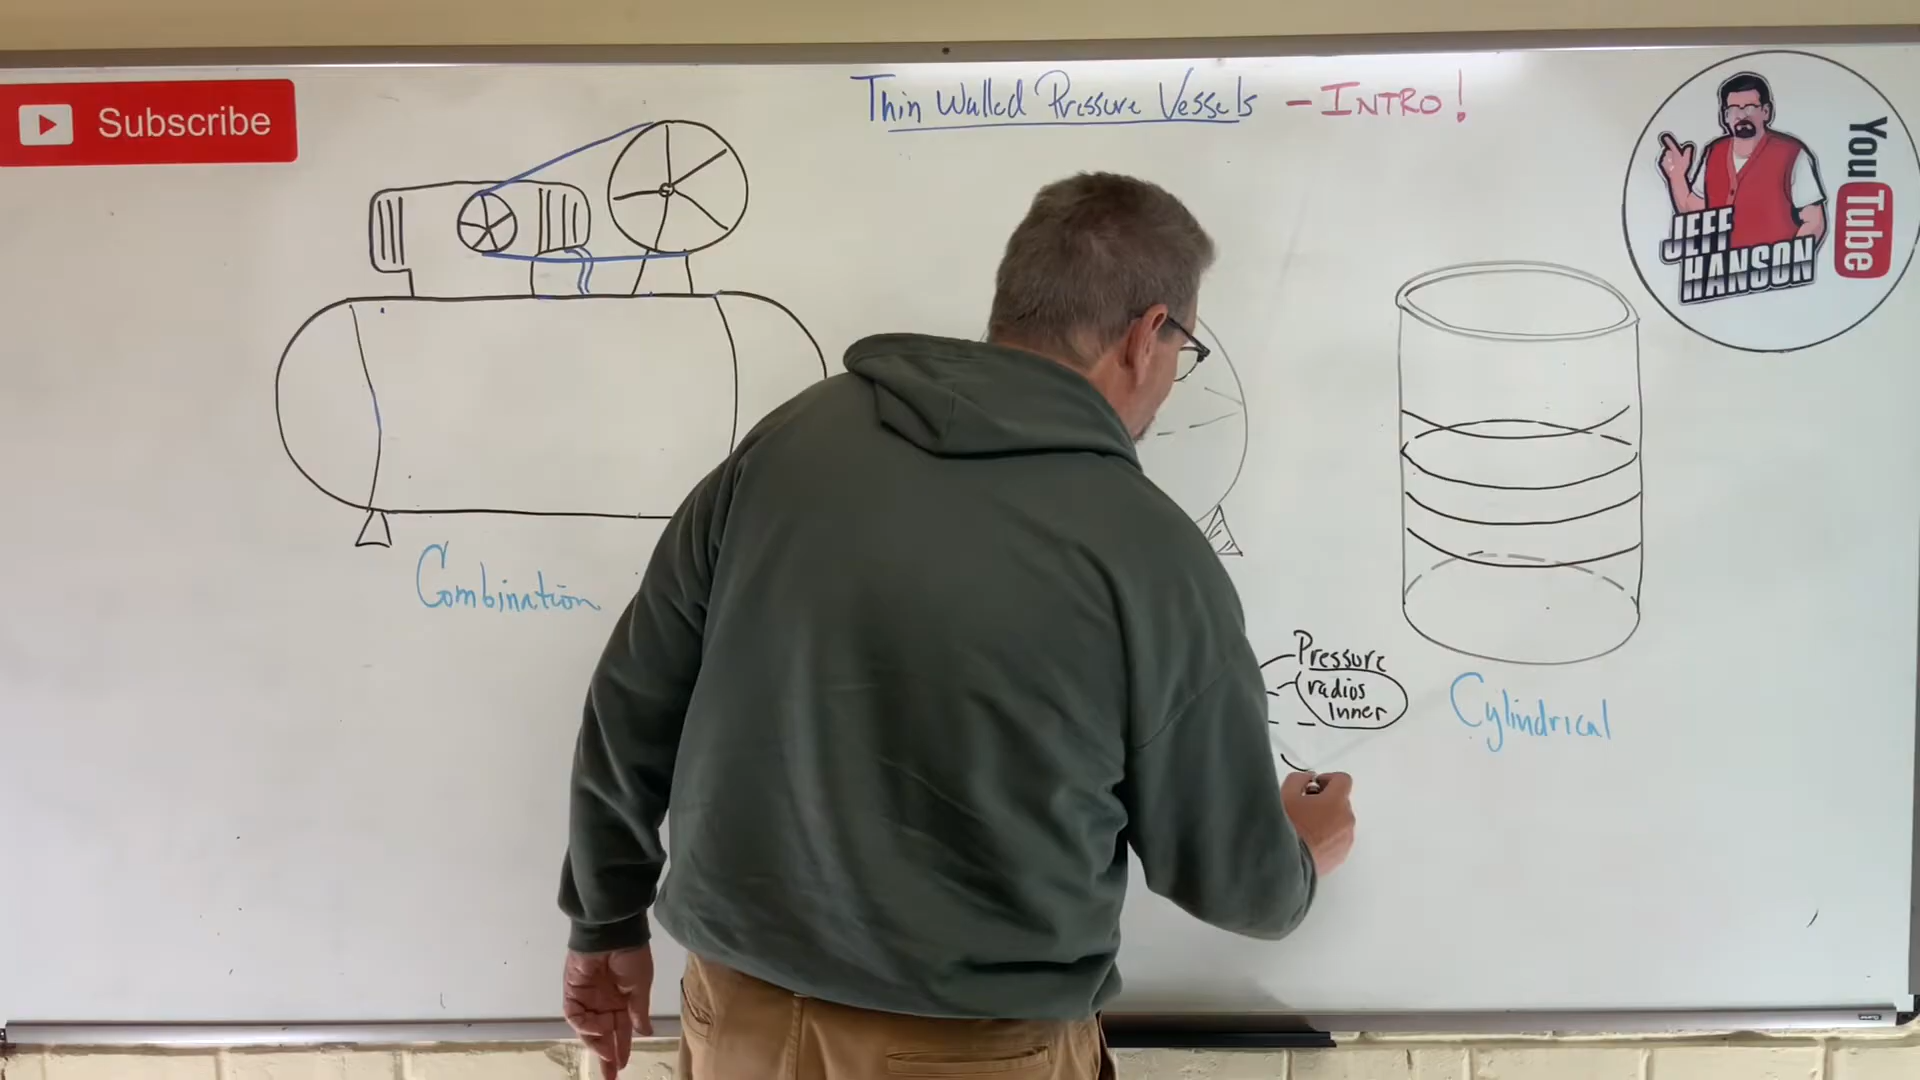 Subscribe
Thin Walled Pressure Vessels - INTRO!
YouTube
JEFF
HANSON
Combination
Pressure
radios
Inner
Cylindrical